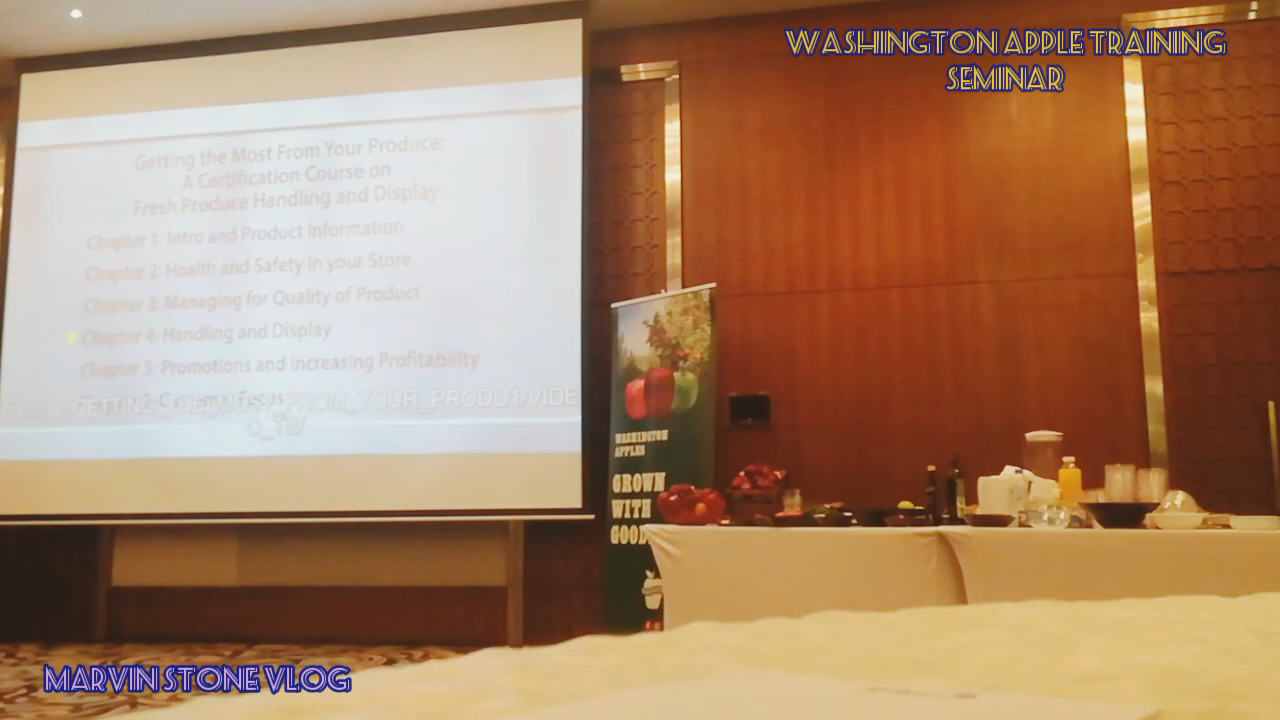 WASHINGTON APPLE TRAINING
SEMINAR
Getting the Most From Your Produce:
A Certification Course on
Fresh Produce Handling and Display
Chapter 1: Intro and Product Information
Chapter 2: Health and Safety in your Store
Chapter 3: Managing for Quality of Product
Chapter 4: Handling and Display
Chapter 5: Promotions and Increasing Profitability
GETTING_THE_MOST_FROM_YOUR_PRODU1/VIDE
WASHINGTON
APPLES
GROWN
WITH
GOOD
MARVIN STONE VLOG